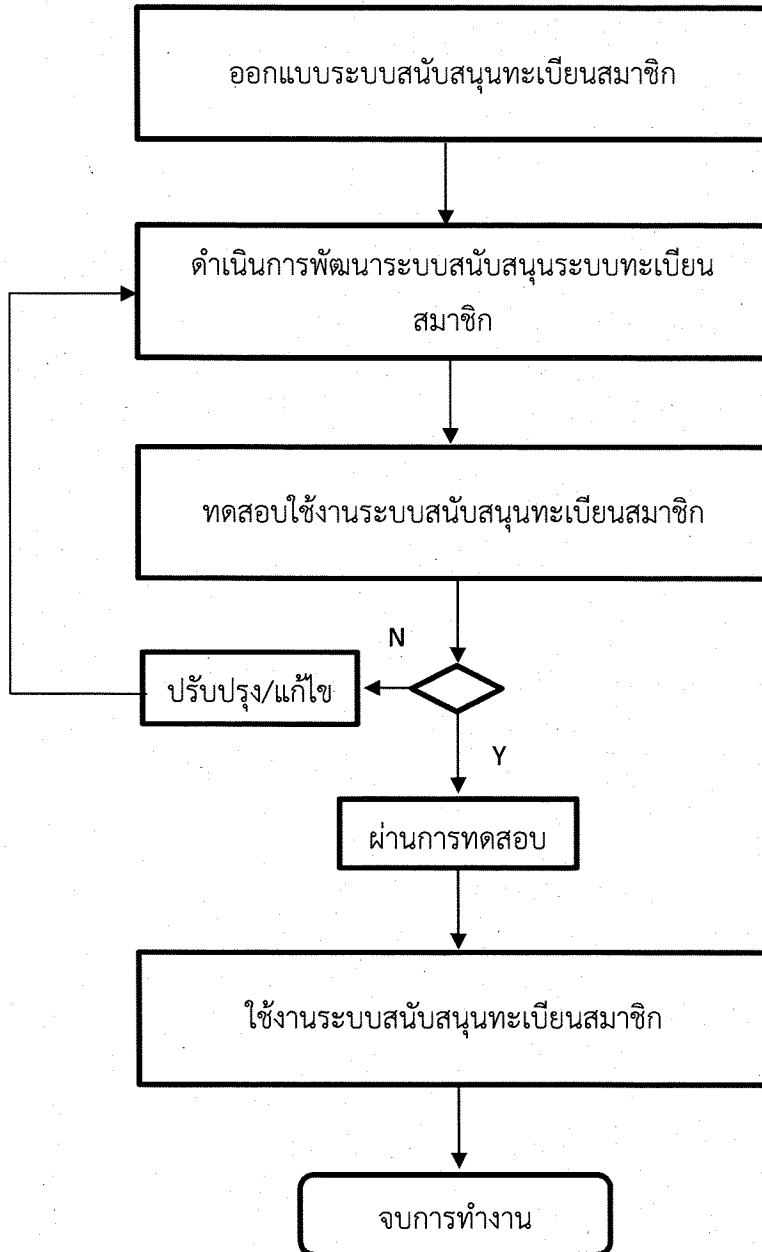 ออกแบบระบบสนับสนุนทะเบียนสมาชิก
ดำเนินการพัฒนาระบบสนับสนุนระบบทะเบียน
สมาชิก
ทดสอบใช้งานระบบสนับสนุนทะเบียนสมาชิก
N
ปรับปรุง/แก้ไข
Y
ผ่านการทดสอบ
ใช้งานระบบสนับสนุนทะเบียนสมาชิก
จบการทำงาน